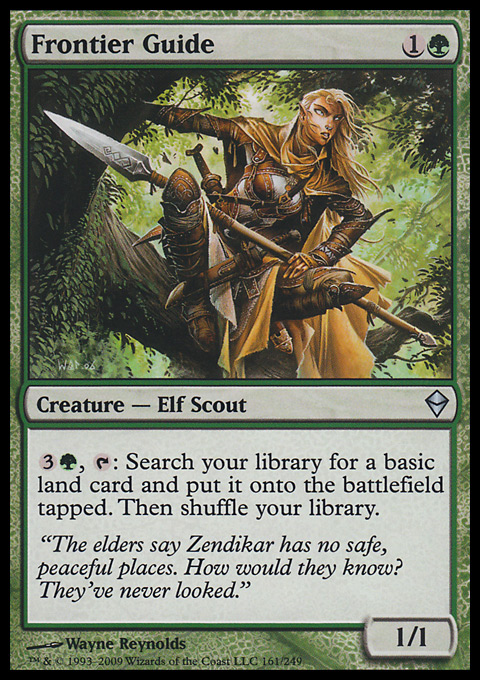 Frontier Guide 1
Creature — Elf Scout
3, : Search your library for a basic
land card and put it onto the battlefield
tapped. Then shuffle your library.
“The elders say Zendikar has no safe,
peaceful places. How would they know?
They’ve never looked.”
Wayne Reynolds
1/1
™ & © 1993–2009 Wizards of the Coast LLC 161/249